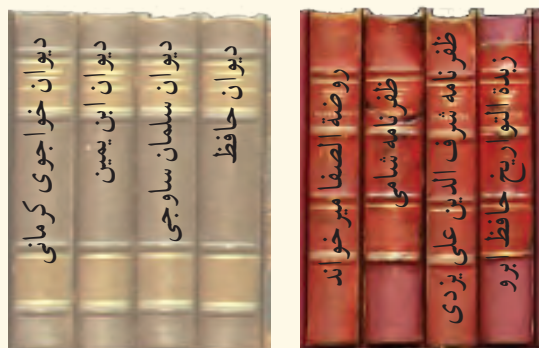 زبدة التواریخ حافظ ابرو
ظفرنامه شرف الدین علی یزدی
ظفرنامه شامی
روضة الصفا میرخواند
دیوان حافظ
دیوان سلمان ساوجی
دیوان ابن یمین
دیوان خواجوی کرمانی